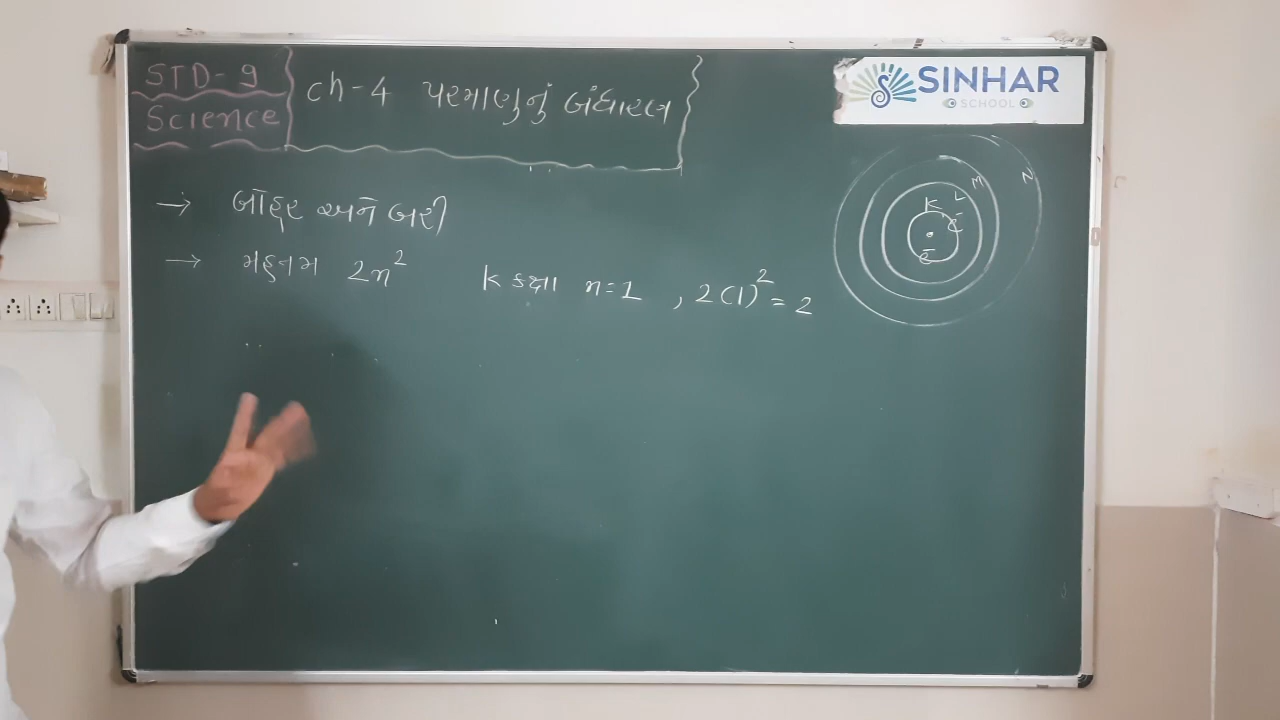 STD-9
Science
ch-4 પરમાણુનું બંધારણ
SINHAR
SCHOOL
→ બોહ્‌ર અને બરી
→ મહત્તમ 2n² K કક્ષા n=1 , 2(1)² = 2
K L M N
e⁻
e⁻